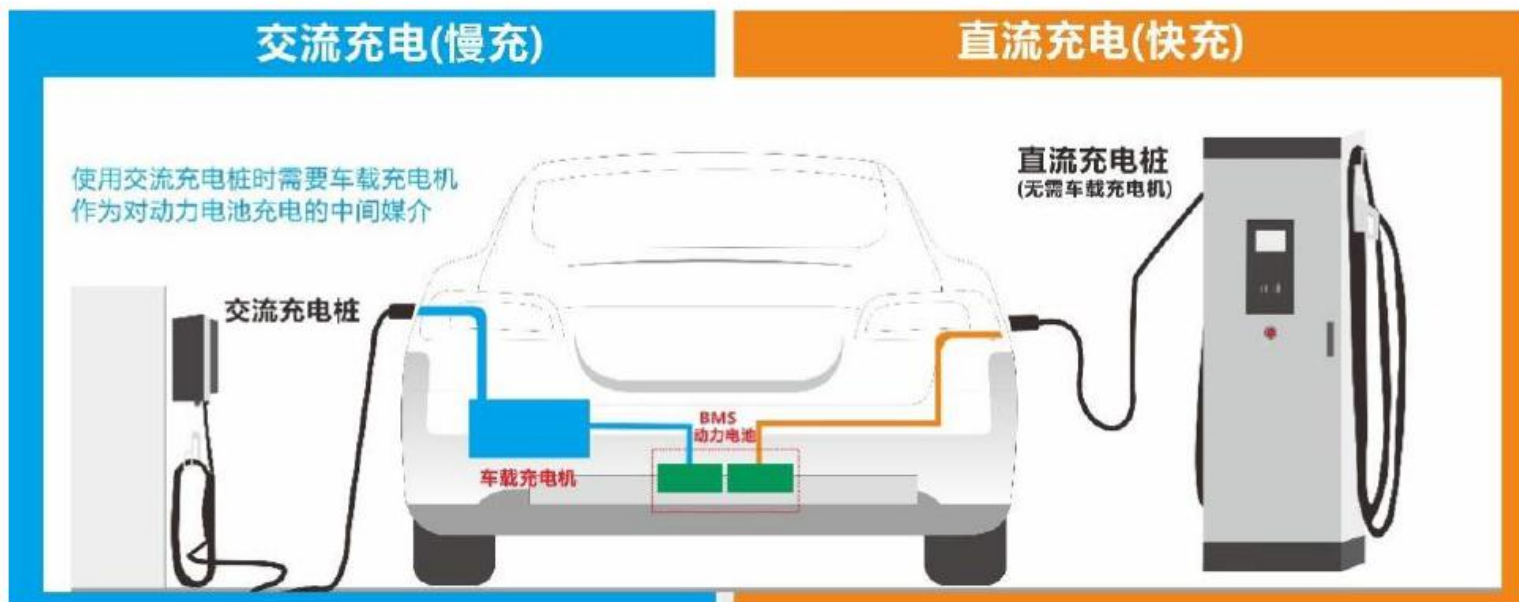 交流充电(慢充)
直流充电(快充)
使用交流充电桩时需要车载充电机
作为对动力电池充电的中间媒介
直流充电桩
(无需车载充电机)
交流充电桩
BMS
动力电池
车载充电机